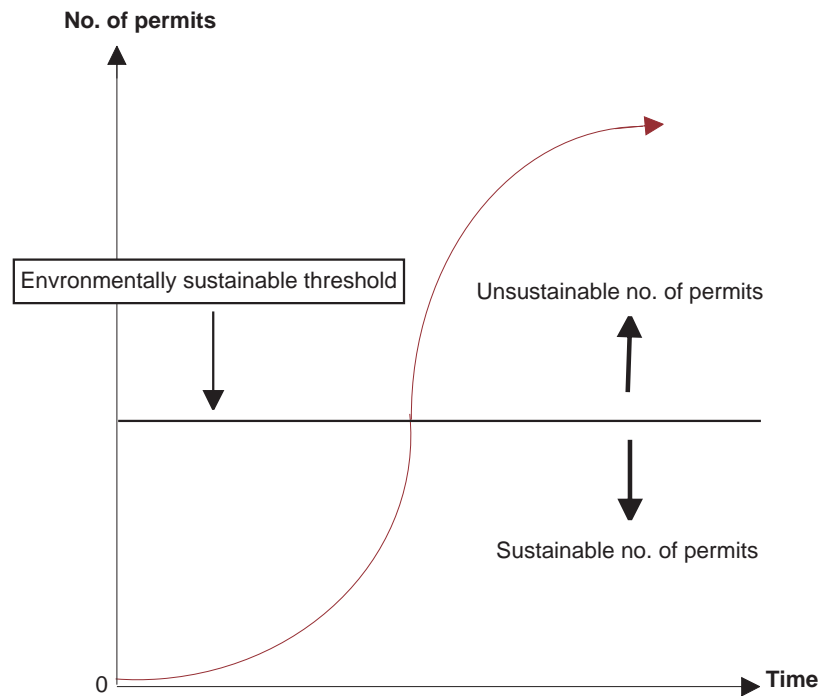 No. of permits
Envronmentally sustainable threshold
Unsustainable no. of permits
Sustainable no. of permits
0
Time